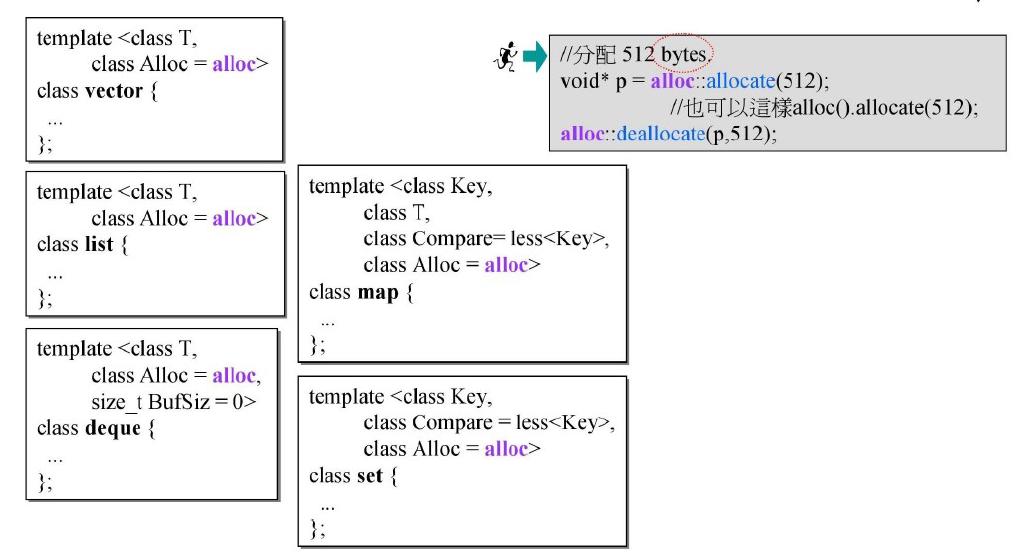 template <class T,
class Alloc = alloc>
class vector {
...
};
//分配 512 bytes.
void* p = alloc::allocate(512);
//也可以這樣alloc().allocate(512);
alloc::deallocate(p,512);
template <class T,
class Alloc = alloc>
class list {
...
};
template <class T,
class Alloc = alloc,
size_t BufSiz = 0>
class deque {
...
};
template <class Key,
class T,
class Compare= less<Key>,
class Alloc = alloc>
class map {
...
};
template <class Key,
class Compare = less<Key>,
class Alloc = alloc>
class set {
...
};